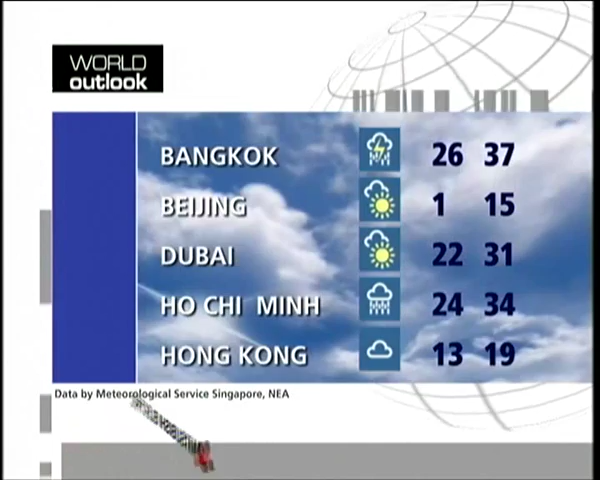 WORLD
outlook
BANGKOK 26 37
BEIJING 1 15
DUBAI 22 31
HO CHI MINH 24 34
HONG KONG 13 19
Data by Meteorological Service Singapore, NEA